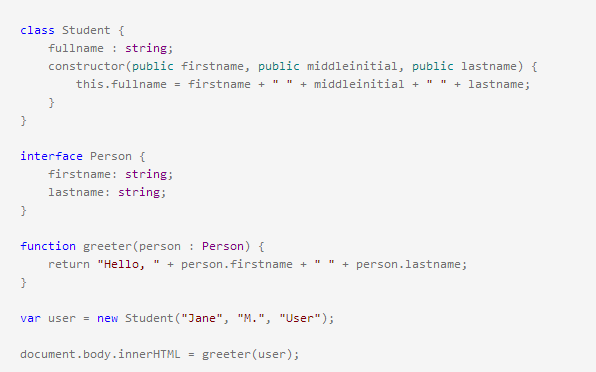 class Student {
    fullname : string;
    constructor(public firstname, public middleinitial, public lastname) {
        this.fullname = firstname + " " + middleinitial + " " + lastname;
    }
}

interface Person {
    firstname: string;
    lastname: string;
}

function greeter(person : Person) {
    return "Hello, " + person.firstname + " " + person.lastname;
}

var user = new Student("Jane", "M.", "User");

document.body.innerHTML = greeter(user);